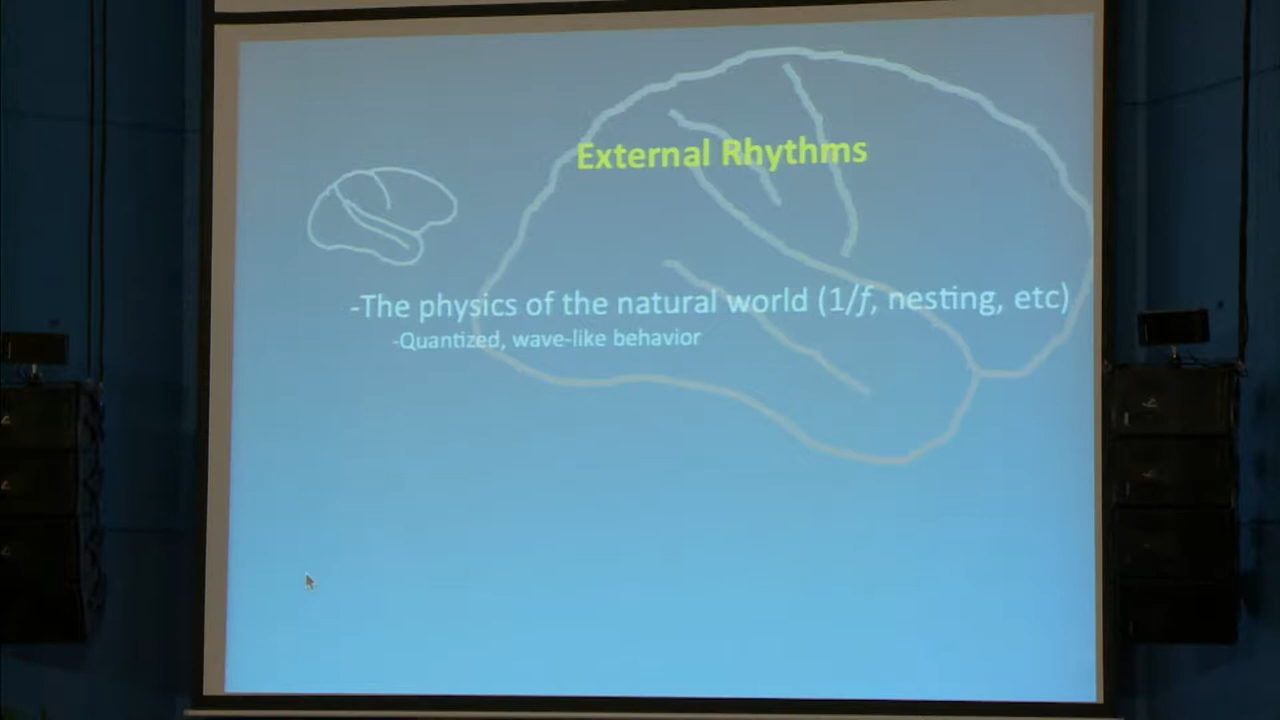 External Rhythms
-The physics of the natural world (1/f, nesting, etc)
-Quantized, wave-like behavior